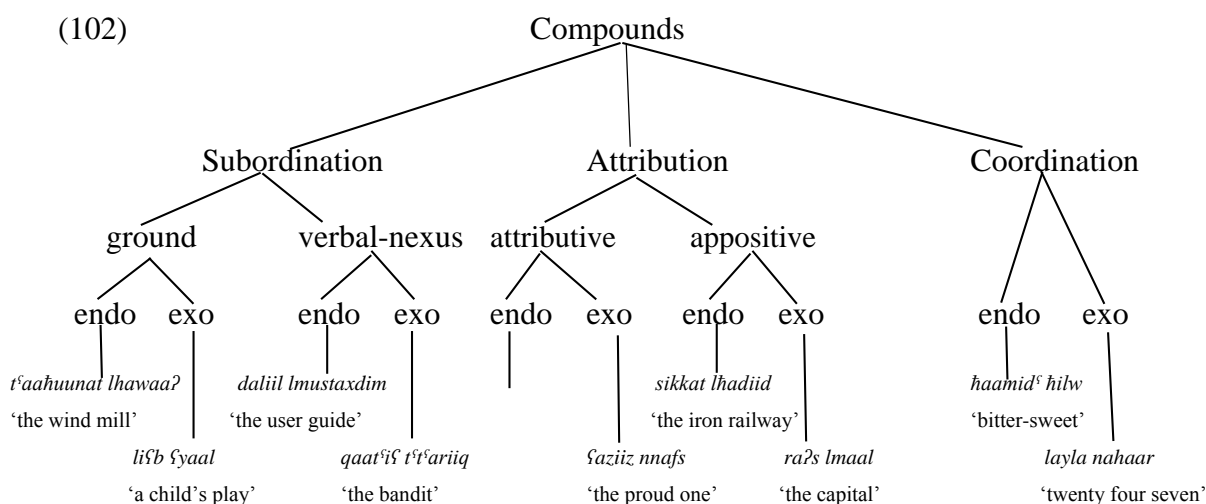 (102) Compounds
Subordination Attribution Coordination
ground verbal-nexus attributive appositive
endo exo endo exo endo exo endo exo endo exo
tˤaaħuunat lhawaaʔ daliil lmustaxdim sikkat lħadiid ħaamidˤ ħilw
‘the wind mill’ ‘the user guide’ ‘the iron railway’ ‘bitter-sweet’
liʕb ʕyaal qaatˤiʕ tˤtˤariiq ʕaziiz nnafs raʔs lmaal layla nahaar
‘a child’s play’ ‘the bandit’ ‘the proud one’ ‘the capital’ ‘twenty four seven’